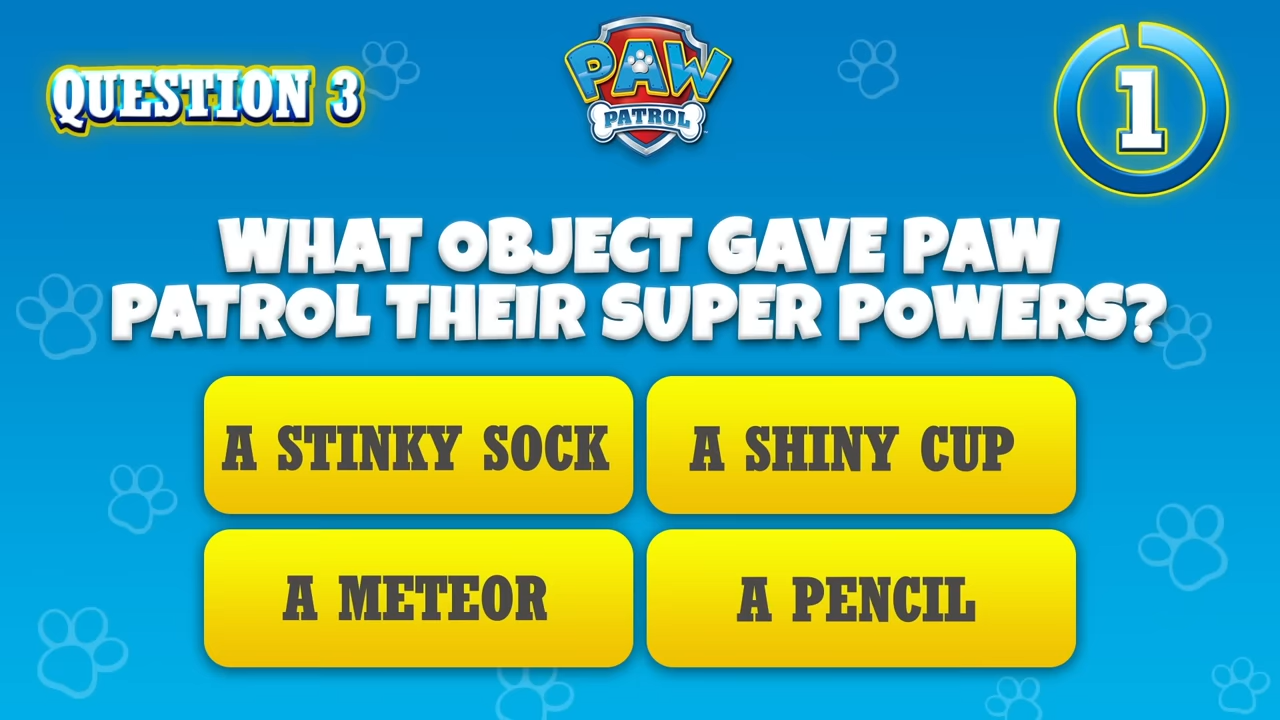 QUESTION 3
PAW
PATROL
1
WHAT OBJECT GAVE PAW
PATROL THEIR SUPER POWERS?
A STINKY SOCK
A SHINY CUP
A METEOR
A PENCIL